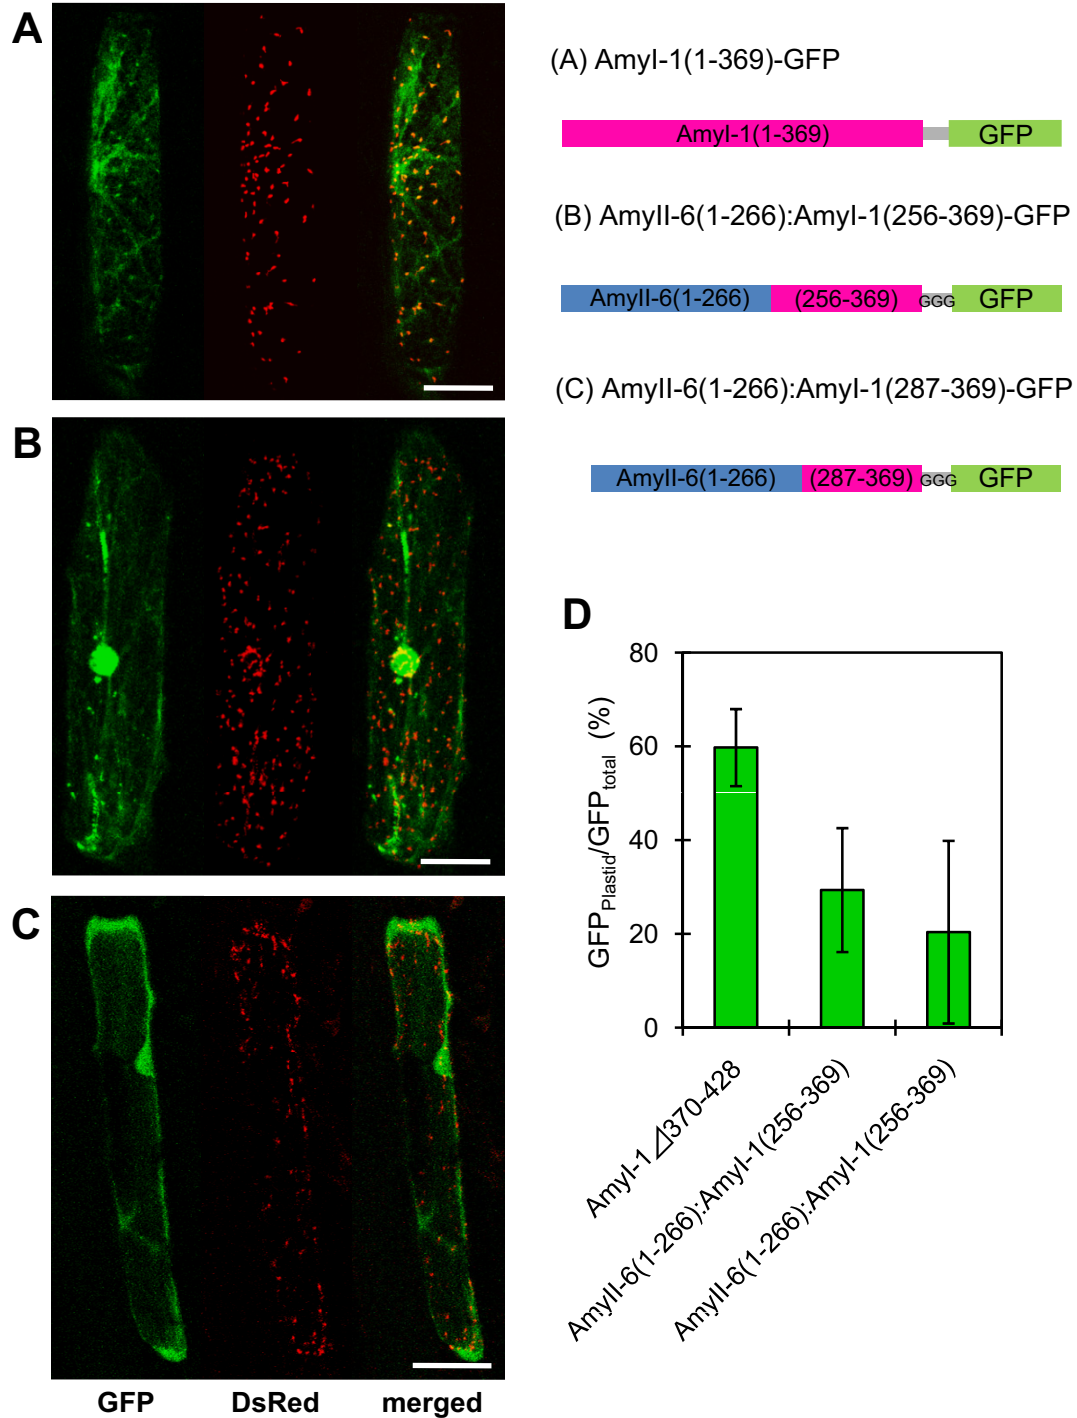 A
(A) AmyI-1(1-369)-GFP
AmyI-1(1-369) GFP
(B) AmyII-6(1-266):AmyI-1(256-369)-GFP
AmyII-6(1-266) (256-369) GGG GFP
(C) AmyII-6(1-266):AmyI-1(287-369)-GFP
AmyII-6(1-266) (287-369) GGG GFP
B
C
GFP DsRed merged
D
GFPPlastid/GFPtotal (%)
80
60
40
20
0
AmyI-1⊿370-428
AmyII-6(1-266):AmyI-1(256-369)
AmyII-6(1-266):AmyI-1(256-369)